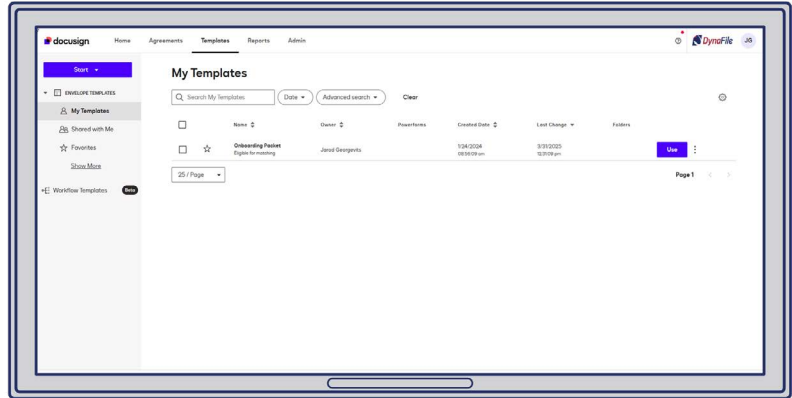 docusign
Home Agreements Templates Reports Admin
DynaFile JG
Start
ENVELOPE TEMPLATES
My Templates
Shared with Me
Favorites
Show More
Workflow Templates Beta
My Templates
Search My Templates Date Advanced search Clear
Name Owner Powerforms Created Date Last Change Folders
Onboarding Packet Jarod Georgevits 1/24/2024 3/31/2025 Use
Eligible for matching 08:58:09 am 12:31:09 pm
25 / Page Page 1